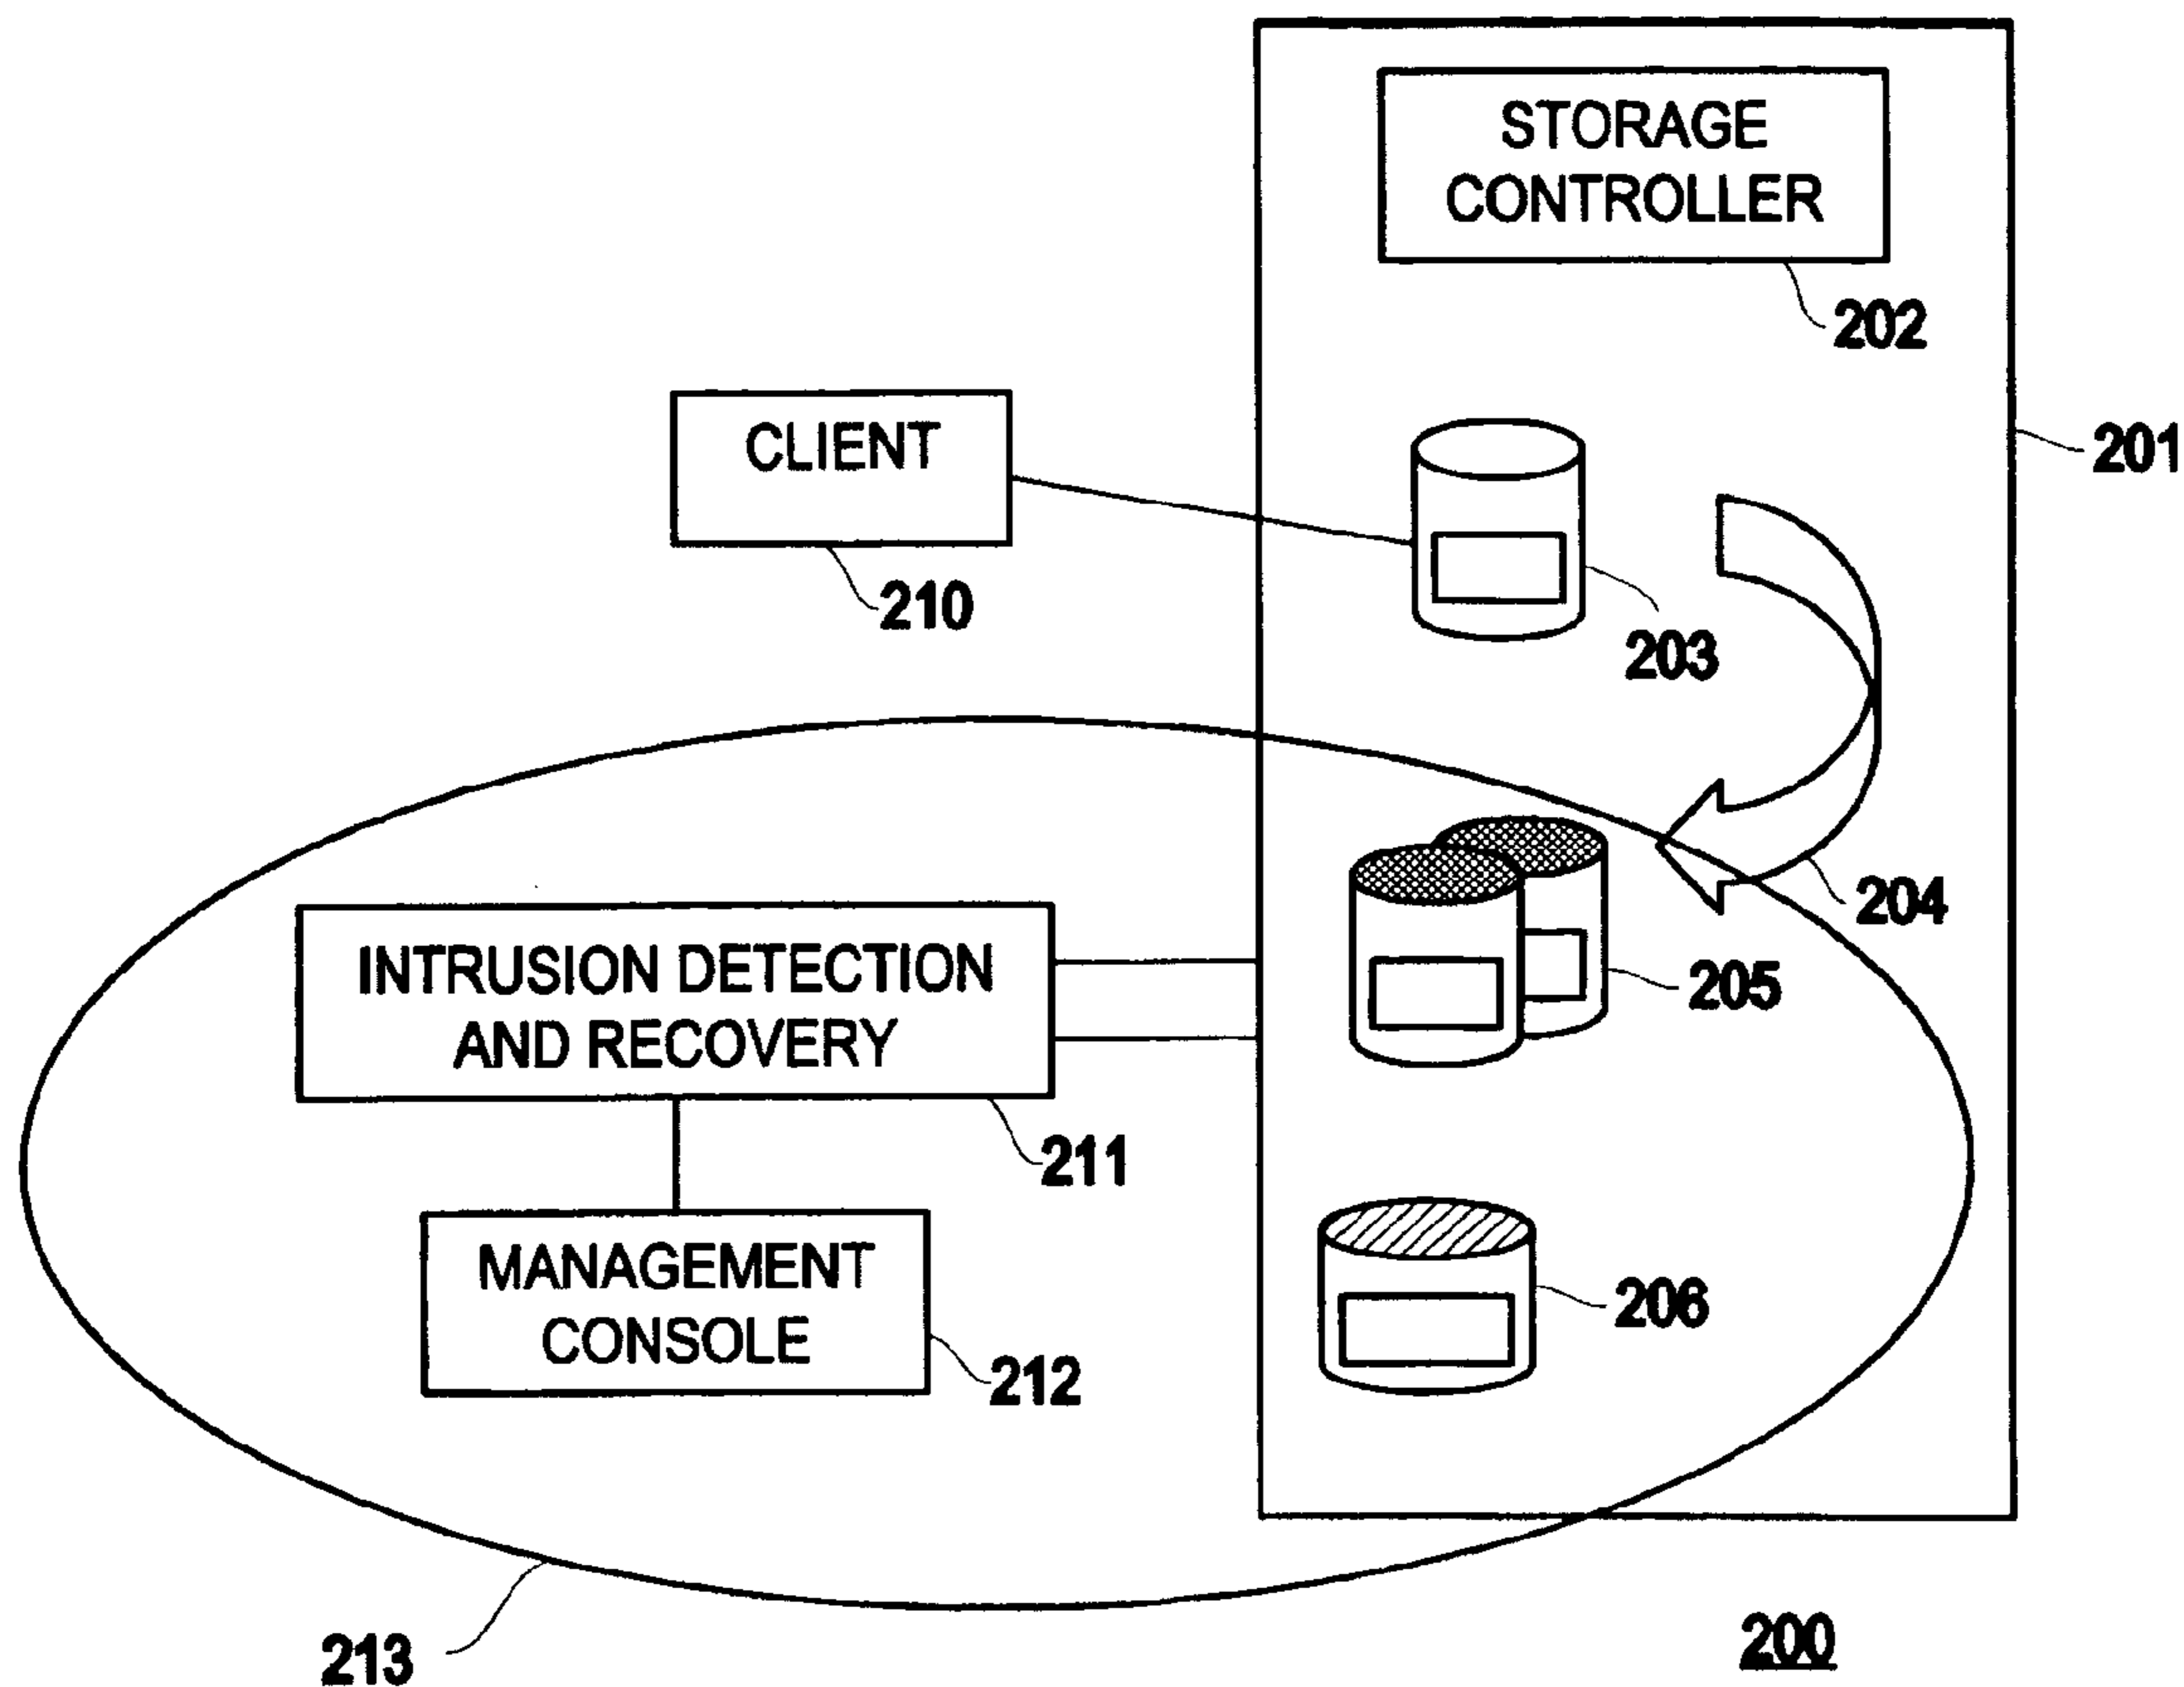 STORAGE
CONTROLLER
202
CLIENT
201
210
203
204
INTRUSION DETECTION
AND RECOVERY
205
211
MANAGEMENT
CONSOLE
206
212
213
200